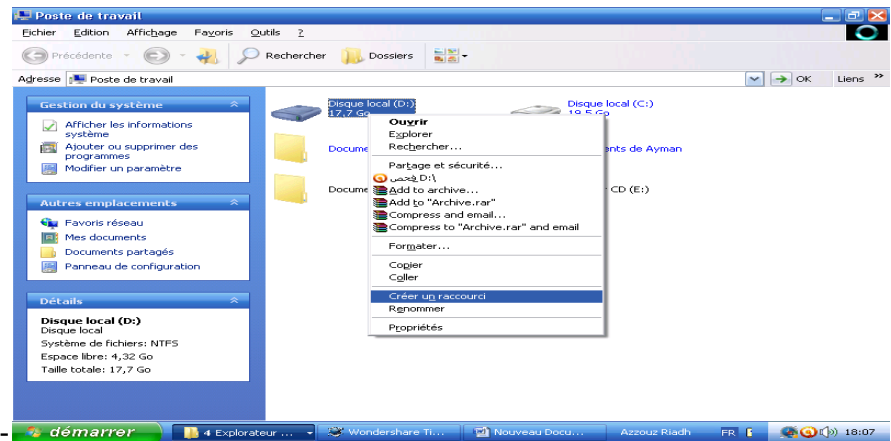 Poste de travail
Fichier Edition Affichage Favoris Outils ?
Précédente Rechercher Dossiers
Adresse Poste de travail OK Liens »
Gestion du système
Afficher les informations
système
Ajouter ou supprimer des
programmes
Modifier un paramètre
Autres emplacements
Favoris réseau
Mes documents
Documents partagés
Panneau de configuration
Détails
Disque local (D:)
Disque local
Système de fichiers: NTFS
Espace libre: 4,32 Go
Taille totale: 17,7 Go
Disque local (D:)
17,7 Go
Disque local (C:)
19,5 Go
Docume
ents de Ayman
Docume
CD (E:)
Ouvrir
Explorer
Rechercher...
Partage et sécurité...
فحص D:\
Add to archive...
Add to "Archive.rar"
Compress and email...
Compress to "Archive.rar" and email
Formater...
Copier
Coller
Créer un raccourci
Renommer
Propriétés
- démarrer 4 Explorateur ... Wondershare Ti... Nouveau Docu... Azzouz Riadh FR 18:07